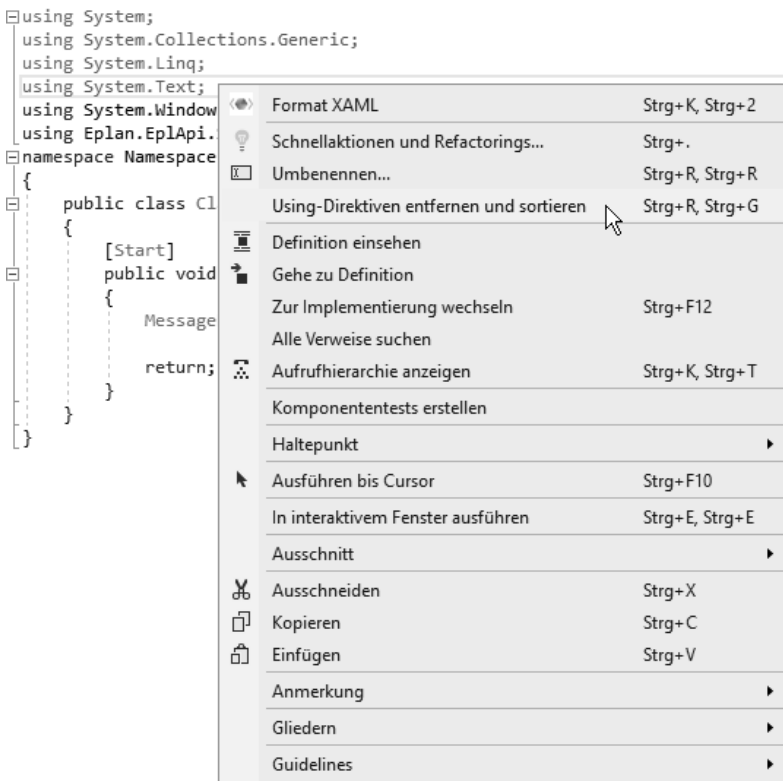 using System;
using System.Collections.Generic;
using System.Linq;
using System.Text;
using System.Window
using Eplan.EplApi.
namespace Namespace
{
public class Cl
{
[Start]
public void
{
Message
return;
}
}
}
Format XAML Strg+K, Strg+2
Schnellaktionen und Refactorings... Strg+.
Umbenennen... Strg+R, Strg+R
Using-Direktiven entfernen und sortieren Strg+R, Strg+G
Definition einsehen
Gehe zu Definition
Zur Implementierung wechseln Strg+F12
Alle Verweise suchen
Aufrufhierarchie anzeigen Strg+K, Strg+T
Komponententests erstellen
Haltepunkt
Ausführen bis Cursor Strg+F10
In interaktivem Fenster ausführen Strg+E, Strg+E
Ausschnitt
Ausschneiden Strg+X
Kopieren Strg+C
Einfügen Strg+V
Anmerkung
Gliedern
Guidelines